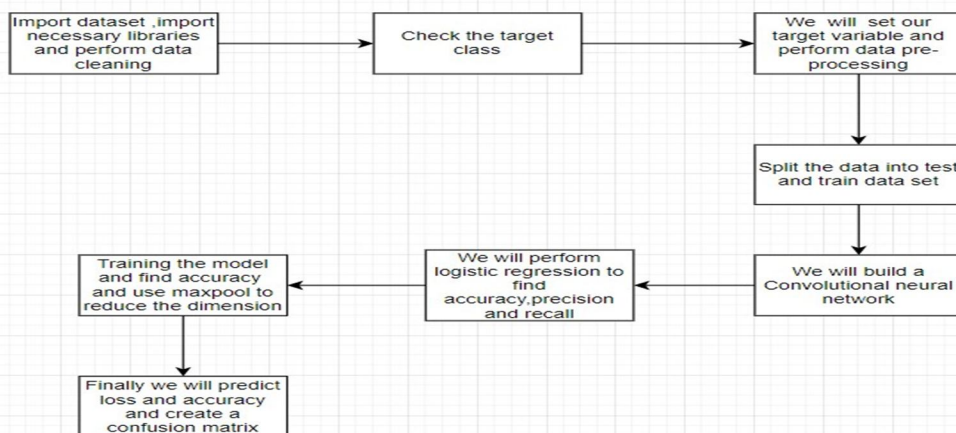 Import dataset ,import
necessary libraries
and perform data
cleaning
Check the target
class
We will set our
target variable and
perform data pre-
processing
Split the data into test
and train data set
We will build a
Convolutional neural
network
We will perform
logistic regression to
find
accuracy,precision
and recall
Training the model
and find accuracy
and use maxpool to
reduce the dimension
Finally we will predict
loss and accuracy
and create a
confusion matrix